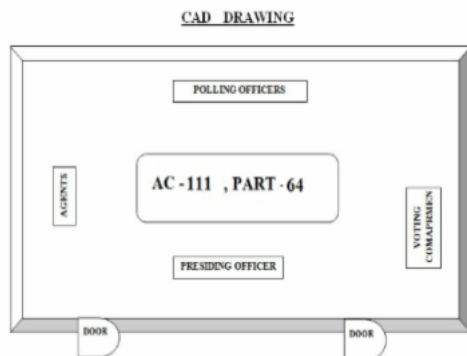 CAD DRAWING
POLLING OFFICERS
AGENTS
AC -111 , PART - 64
VOTING
COMAPRMEN
PRESIDING OFFICER
DOOR
DOOR